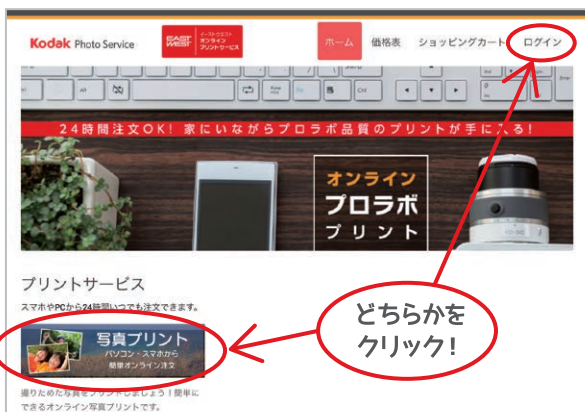 Kodak Photo Service
EAST WEST
イーストウエスト
オンライン
プリントサービス
ホーム 価格表 ショッピングカート ログイン
24時間注文OK! 家にいながらプロラボ品質のプリントが手に入る!
オンライン
プロラボ
プリント
プリントサービス
スマホやPCから24時間いつでも注文できます。
写真プリント
パソコン・スマホから
簡単オンライン注文
どちらかを
クリック!
撮りためた写真をプリントしましょう!簡単に
できるオンライン写真プリントです。